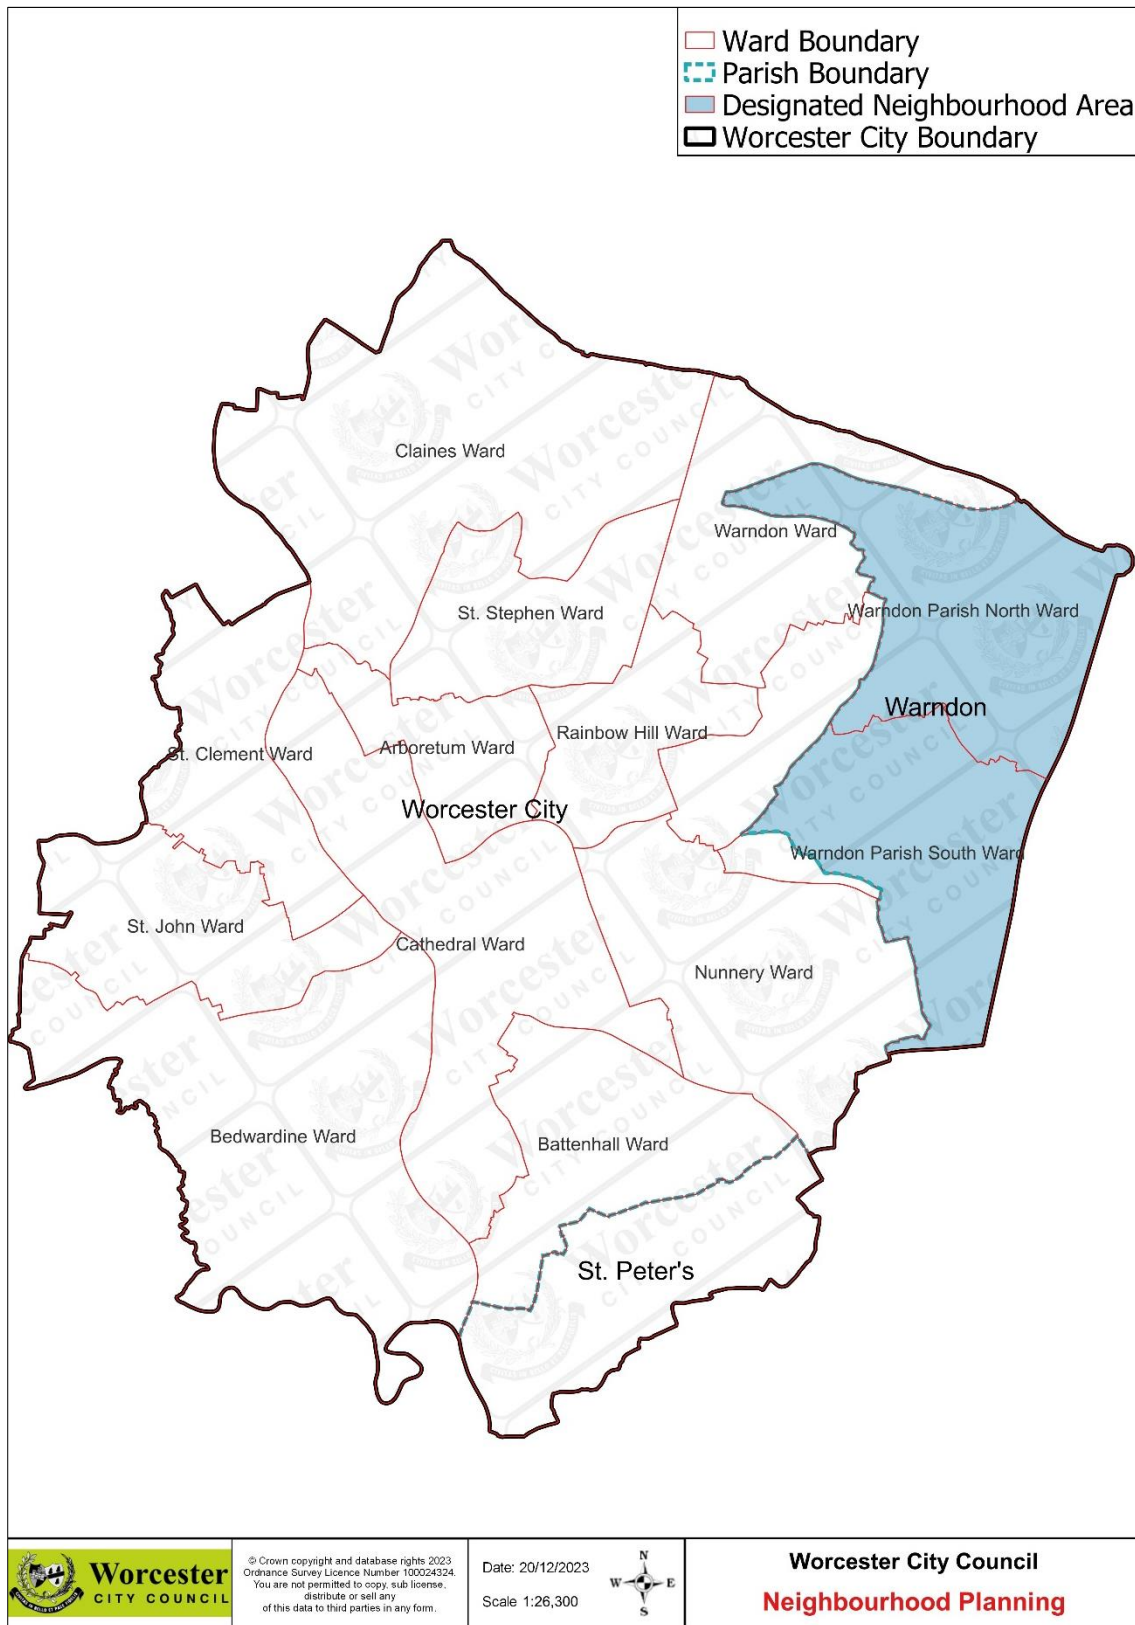 Ward Boundary
Parish Boundary
Designated Neighbourhood Area
Worcester City Boundary
Claines Ward
Warndon Ward
St. Stephen Ward
Warndon Parish North Ward
Warndon
Rainbow Hill Ward
Arboretum Ward
St. Clement Ward
Worcester City
Warndon Parish South Ward
St. John Ward
Cathedral Ward
Nunnery Ward
Bedwardine Ward
Battenhall Ward
St. Peter's
Worcester
CITY COUNCIL
© Crown copyright and database rights 2023
Ordnance Survey Licence Number 100024324.
You are not permitted to copy, sub license,
distribute or sell any
of this data to third parties in any form.
Date: 20/12/2023
Scale 1:26,300
N
W E
S
Worcester City Council
Neighbourhood Planning